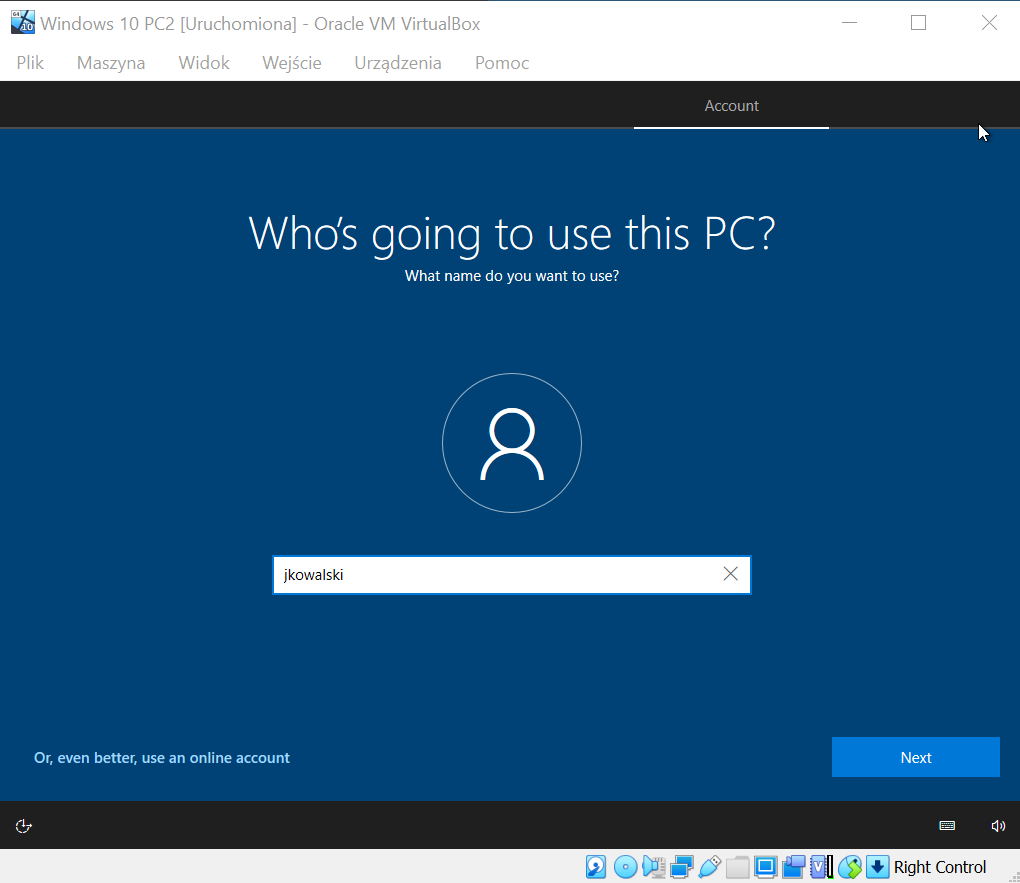 Windows 10 PC2 [Uruchomiona] - Oracle VM VirtualBox
Plik Maszyna Widok Wejście Urządzenia Pomoc
Account
Who's going to use this PC?
What name do you want to use?
jkowalski
Or, even better, use an online account
Next
Right Control